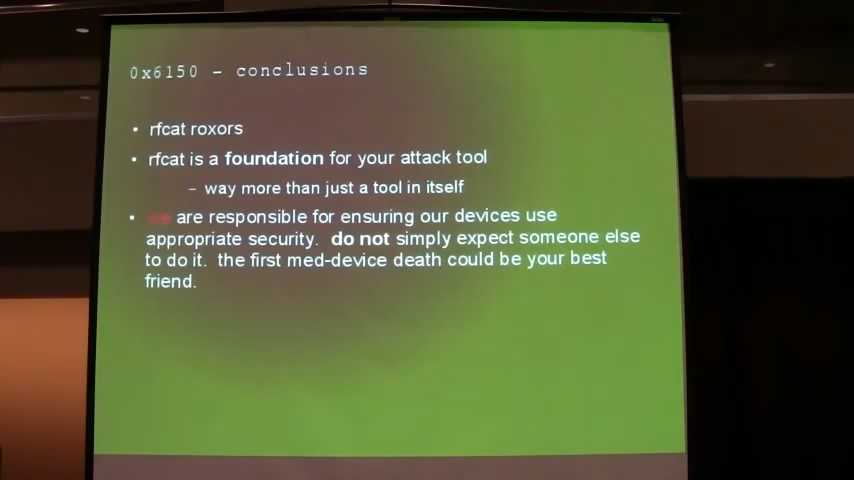 0x6150 - conclusions
• rfcat roxors
• rfcat is a foundation for your attack tool
– way more than just a tool in itself
• are responsible for ensuring our devices use
appropriate security. do not simply expect someone else
to do it. the first med-device death could be your best
friend.